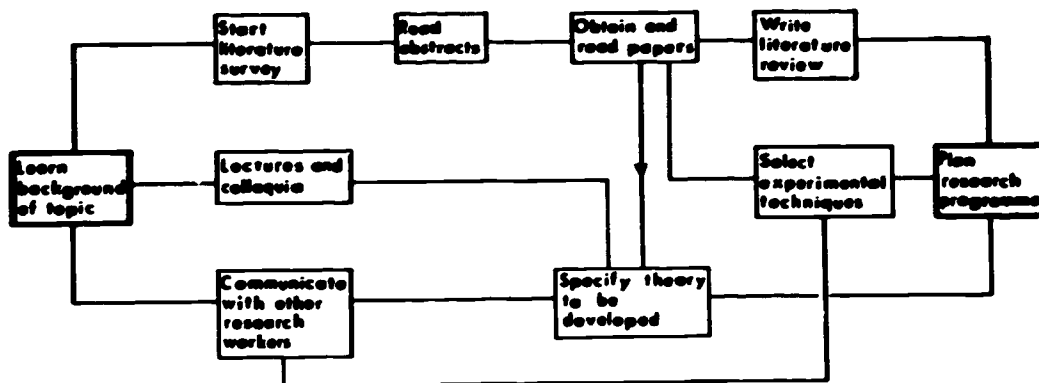 Start
literature
survey
Read
abstracts
Obtain and
read papers
Write
literature
review
Learn
background
of topic
Lectures and
colloquia
Select
experimental
techniques
Plan
research
programme
Communicate
with other
research
workers
Specify theory
to be
developed